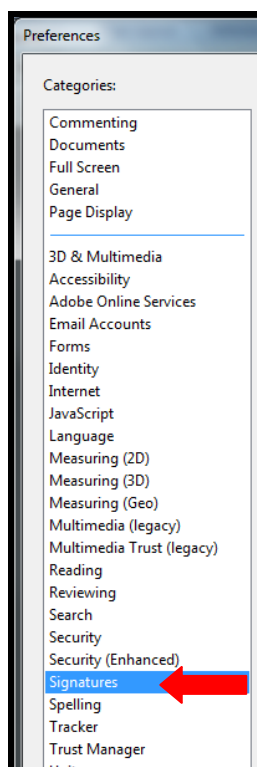 Preferences
Categories:
Commenting
Documents
Full Screen
General
Page Display
3D & Multimedia
Accessibility
Adobe Online Services
Email Accounts
Forms
Identity
Internet
JavaScript
Language
Measuring (2D)
Measuring (3D)
Measuring (Geo)
Multimedia (legacy)
Multimedia Trust (legacy)
Reading
Reviewing
Search
Security
Security (Enhanced)
Signatures
Spelling
Tracker
Trust Manager